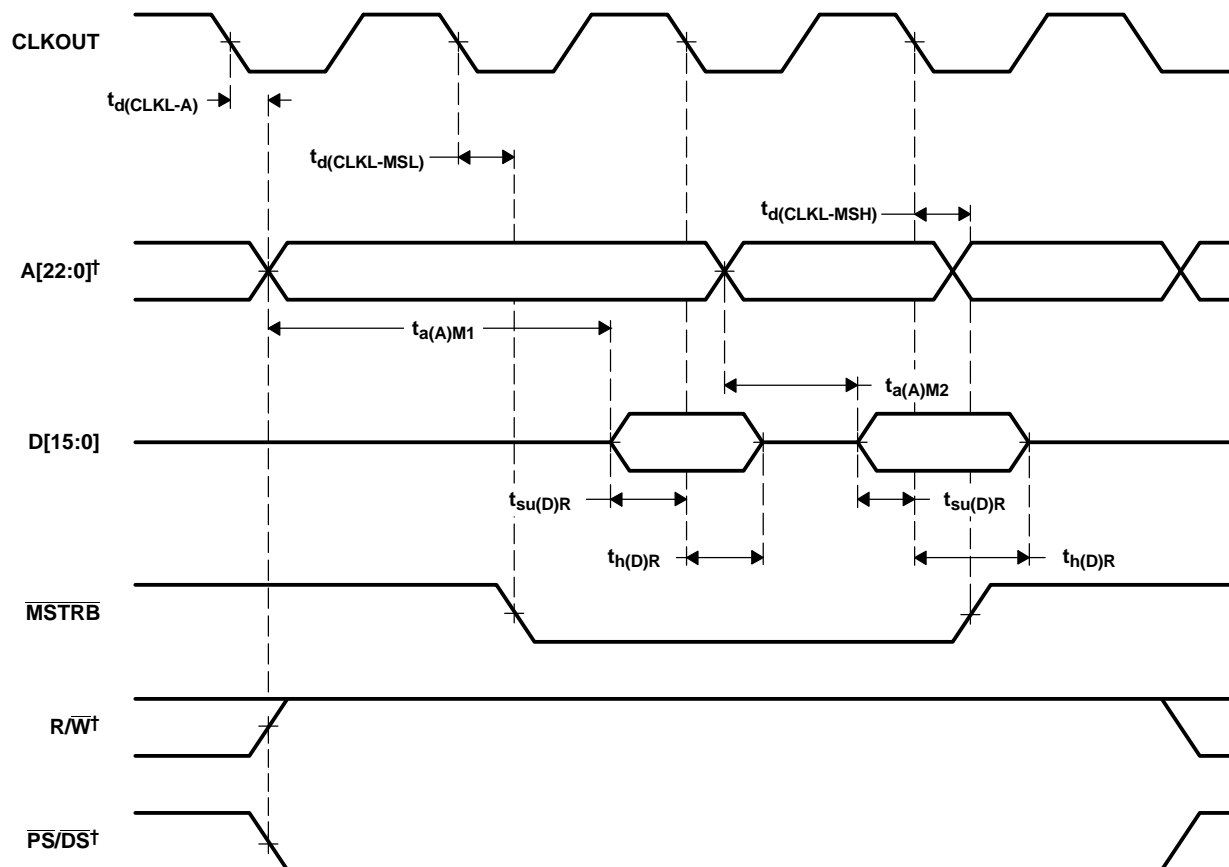 CLKOUT
td(CLKL-A)
td(CLKL-MSL)
td(CLKL-MSH)
A[22:0]†
ta(A)M1
ta(A)M2
D[15:0]
tsu(D)R
tsu(D)R
th(D)R
th(D)R
MSTRB
R/W†
PS/DS†